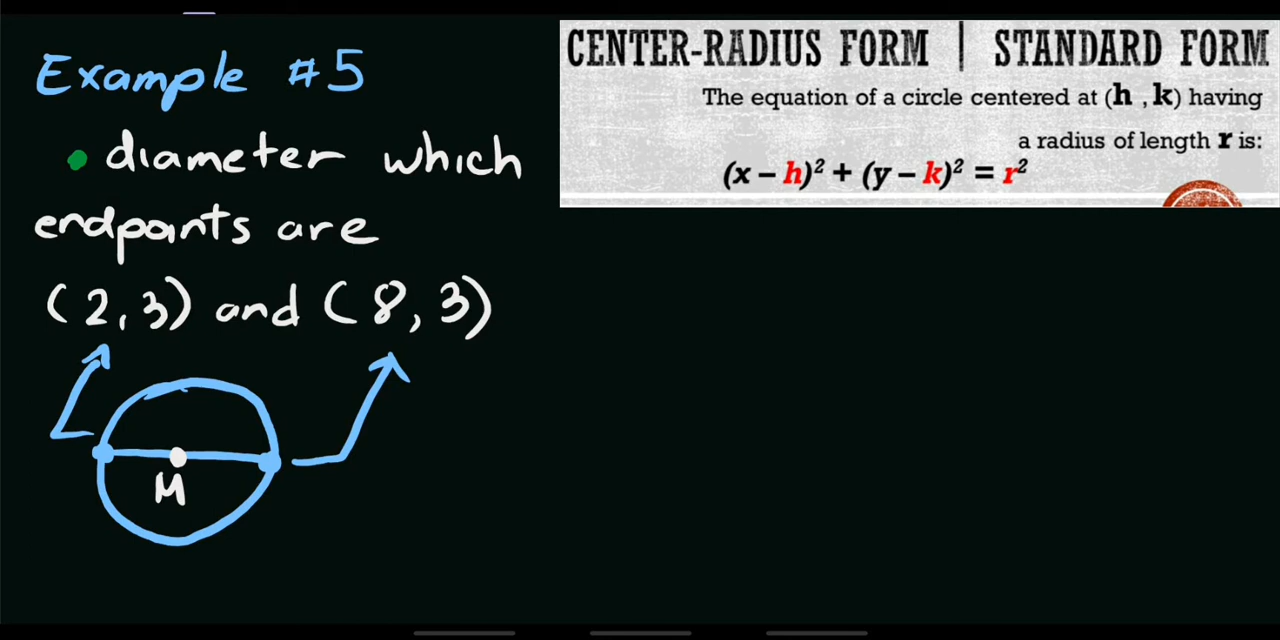 Example #5
diameter which
endpoints are
(2,3) and (8,3)
M
CENTER-RADIUS FORM | STANDARD FORM
The equation of a circle centered at (h ,k) having
a radius of length r is:
(x – h)² + (y – k)² = r²